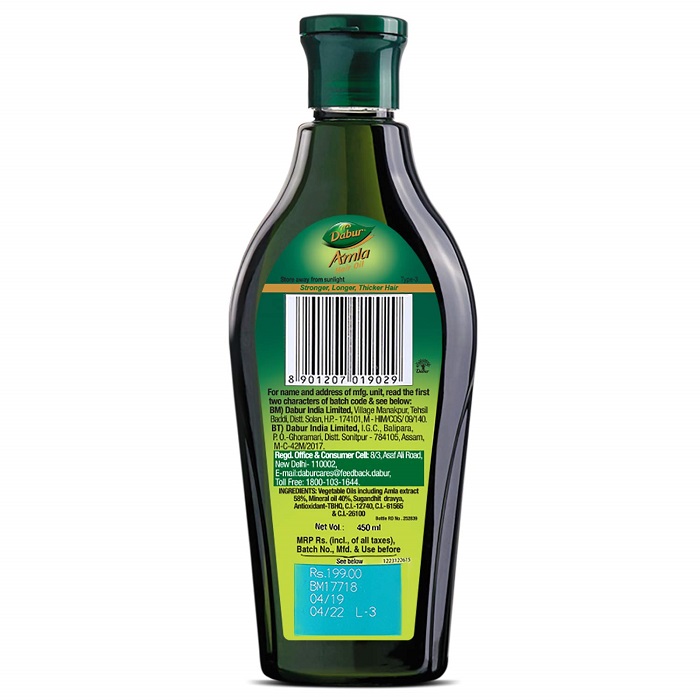 Dabur
Amla
HAIR OIL
Store away from sunlight
Stronger, Longer, Thicker Hair
8 901207 019029
Dabur
For name and address of mfg. unit, read the first
two characters of batch code & see below:
BM) Dabur India Limited, Village Manakpur, Tehsil
Baddi, Distt. Solan, H.P. - 174101, M - HIM/COS/ 09/140.
BT) Dabur India Limited, I.G.C., Balipara,
P. O.-Ghoramari, Distt. Sonitpur - 784105, Assam,
M-C-42M/2017.
Regd. Office & Consumer Cell: 8/3, Asaf Ali Road,
New Delhi- 110002,
E-mail:daburcares@feedback.dabur,
Toll Free: 1800-103-1644.
INGREDIENTS: Vegetable Oils including Amla extract
58%, Mineral oil 40%, Sugandhit dravya,
Antioxidant-TBHQ, C.I.-12740, C.I.-61565
& C.I.-26100
Bottle RD No. 252839
Net Vol.: 450 ml
MRP Rs. (incl., of all taxes),
Batch No., Mfd. & Use before
See below 1223122615
Rs.199.00
BM17718
04/19
04/22 L-3